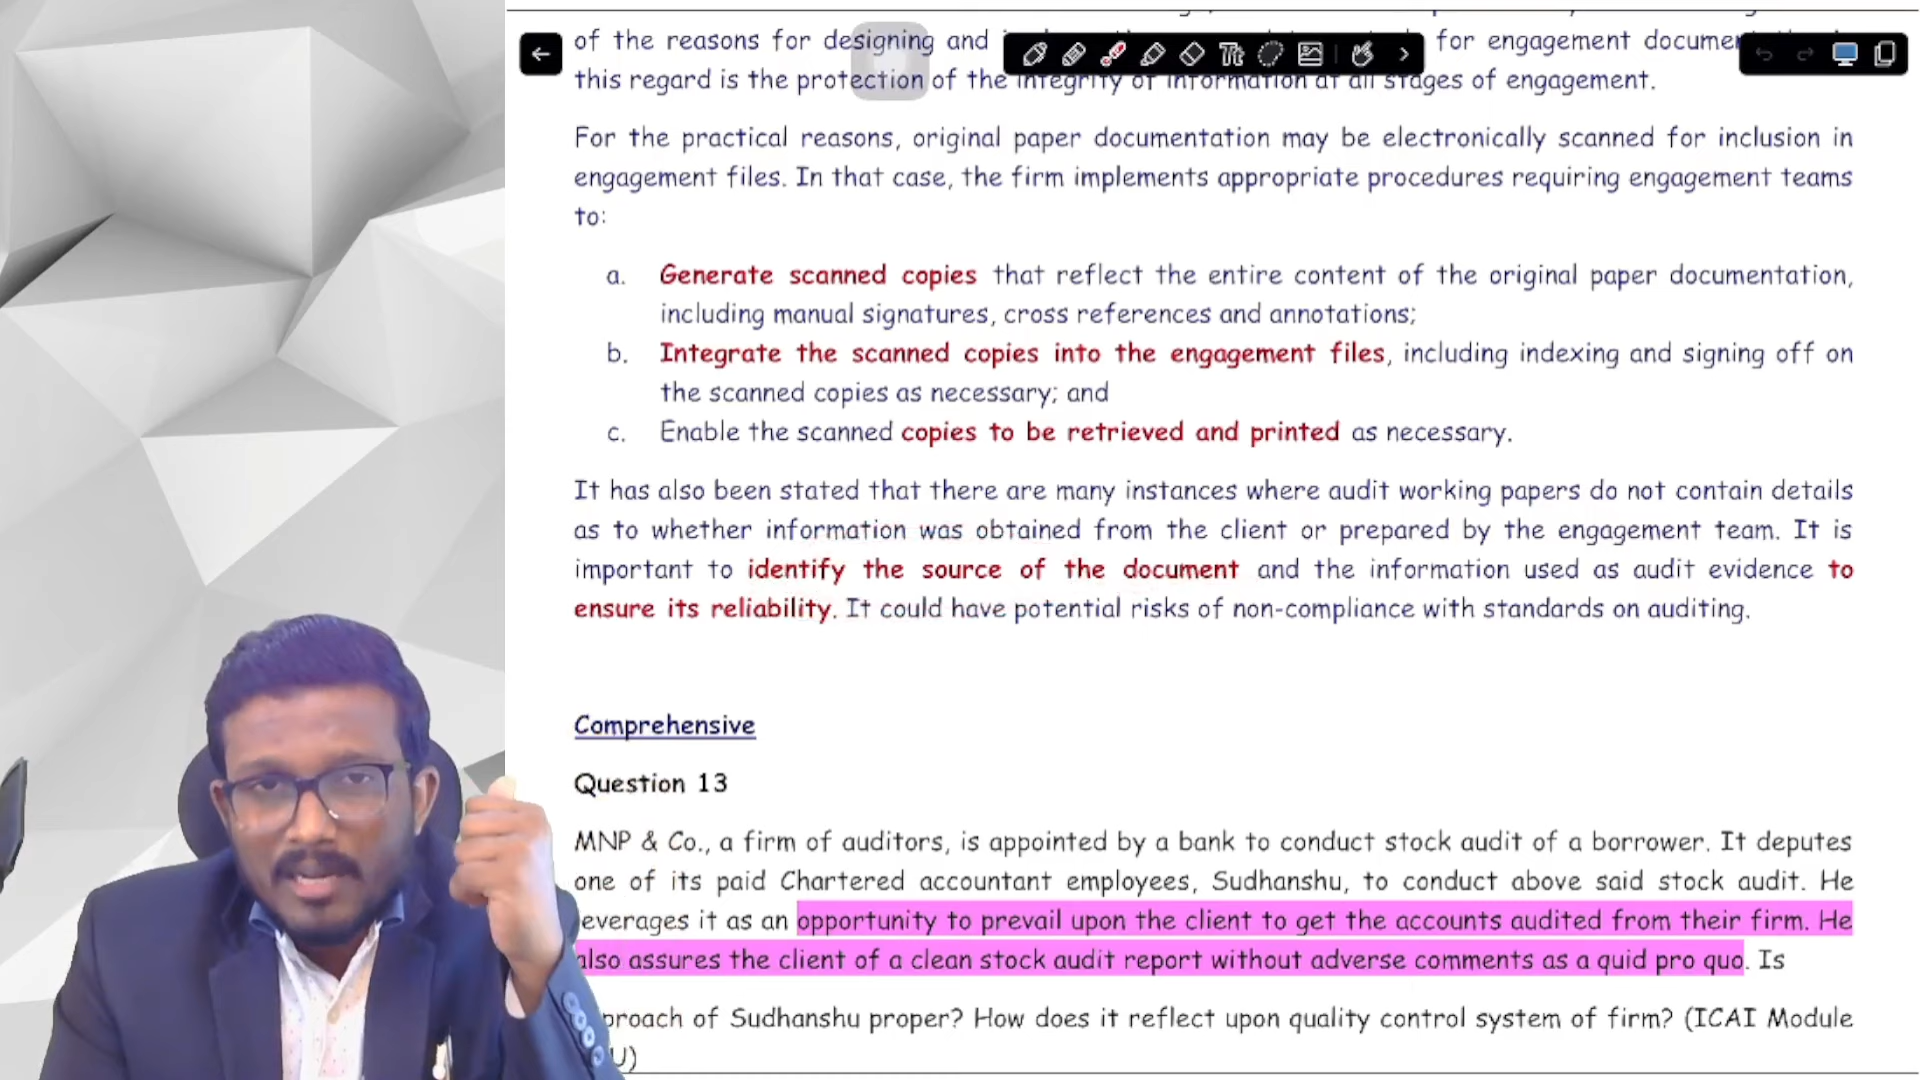 of the reasons for designing and for engagement
this regard is the protection of the integrity of information at all stages of engagement.
For the practical reasons, original paper documentation may be electronically scanned for inclusion in
engagement files. In that case, the firm implements appropriate procedures requiring engagement teams
to:
a. Generate scanned copies that reflect the entire content of the original paper documentation,
including manual signatures, cross references and annotations;
b. Integrate the scanned copies into the engagement files, including indexing and signing off on
the scanned copies as necessary; and
c. Enable the scanned copies to be retrieved and printed as necessary.
It has also been stated that there are many instances where audit working papers do not contain details
as to whether information was obtained from the client or prepared by the engagement team. It is
important to identify the source of the document and the information used as audit evidence to
ensure its reliability. It could have potential risks of non-compliance with standards on auditing.
Comprehensive
Question 13
MNP & Co., a firm of auditors, is appointed by a bank to conduct stock audit of a borrower. It deputes
one of its paid Chartered accountant employees, Sudhanshu, to conduct above said stock audit. He
leverages it as an opportunity to prevail upon the client to get the accounts audited from their firm. He
also assures the client of a clean stock audit report without adverse comments as a quid pro quo. Is
proach of Sudhanshu proper? How does it reflect upon quality control system of firm? (ICAI Module
U)